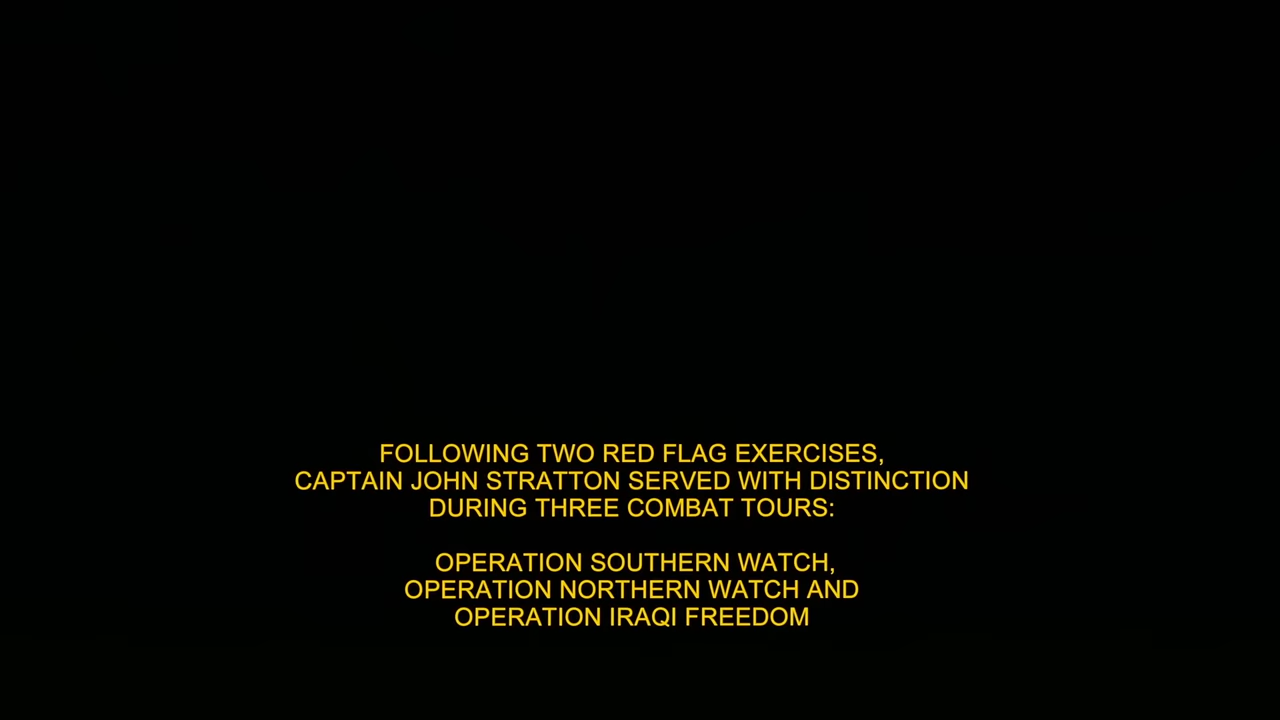 FOLLOWING TWO RED FLAG EXERCISES,
CAPTAIN JOHN STRATTON SERVED WITH DISTINCTION
DURING THREE COMBAT TOURS:
OPERATION SOUTHERN WATCH,
OPERATION NORTHERN WATCH AND
OPERATION IRAQI FREEDOM